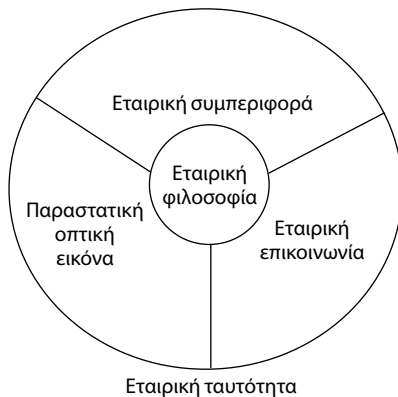 Εταιρική συμπεριφορά
Εταιρική
φιλοσοφία
Παραστατική
οπτική
εικόνα
Εταιρική
επικοινωνία
Εταιρική ταυτότητα